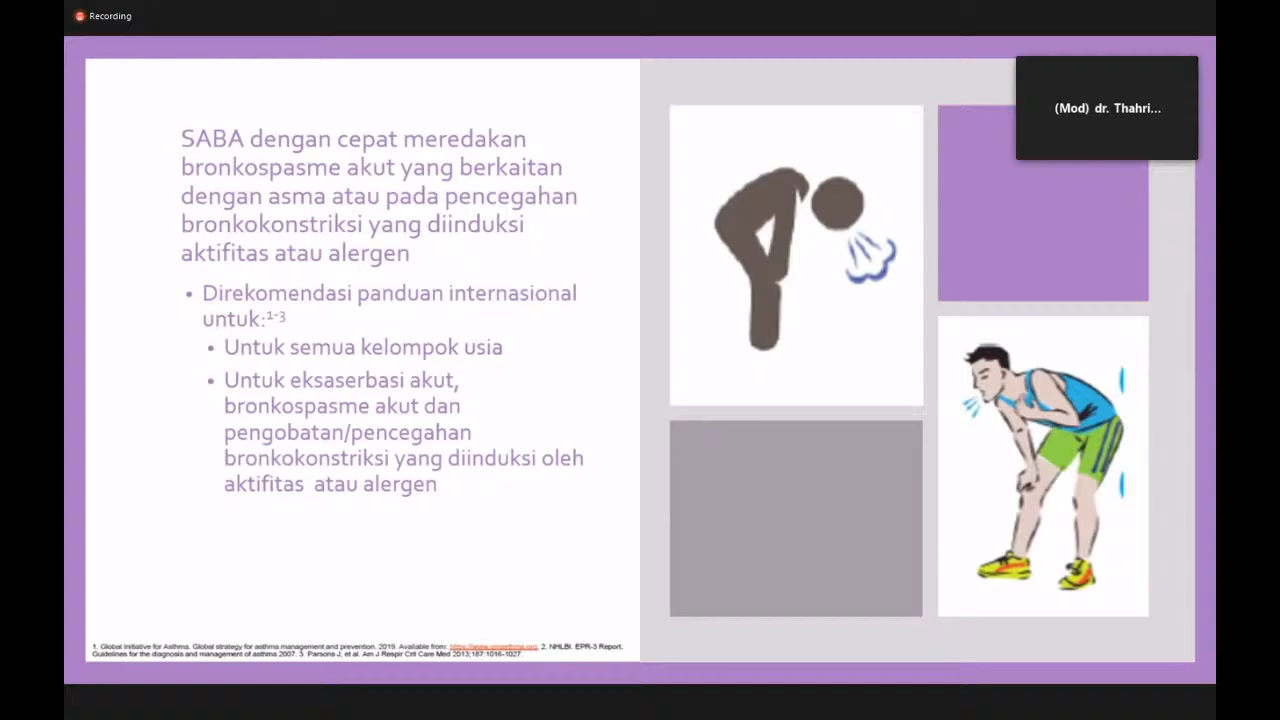 Recording
(Mod) dr. Thahri...
SABA dengan cepat meredakan
bronkospasme akut yang berkaitan
dengan asma atau pada pencegahan
bronkokonstriksi yang diinduksi
aktifitas atau alergen
• Direkomendasi panduan internasional
untuk:1-3
• Untuk semua kelompok usia
• Untuk eksaserbasi akut,
bronkospasme akut dan
pengobatan/pencegahan
bronkokonstriksi yang diinduksi oleh
aktifitas atau alergen
1. Global Initiative for Asthma. Global strategy for asthma management and prevention. 2019. Available from: https://www.ginasthma.org. 2. NHLBI. EPR-3 Report.
Guidelines for the diagnosis and management of asthma 2007. 3. Parsons J, et al. Am J Respir Crit Care Med 2013;187:1016-1027.